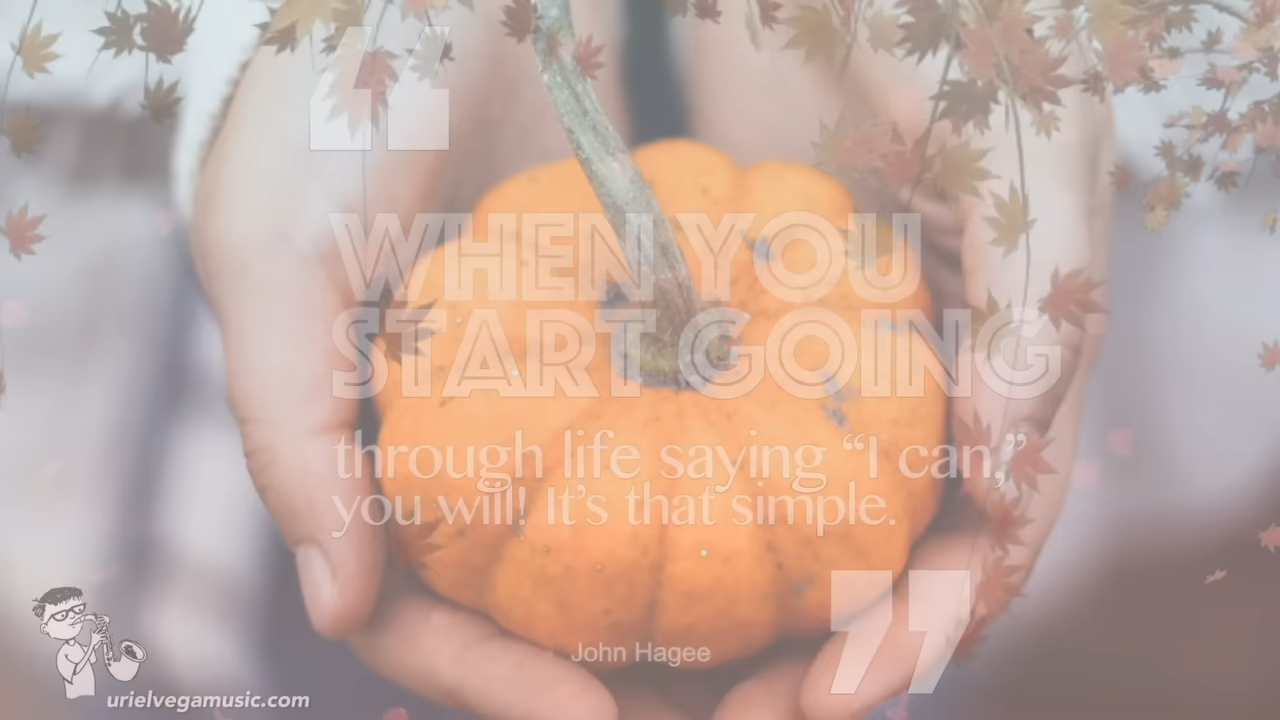 “
WHEN YOU
START GOING
through life saying “I can,”
you will! It’s that simple.
”
John Hagee
urielvegamusic.com